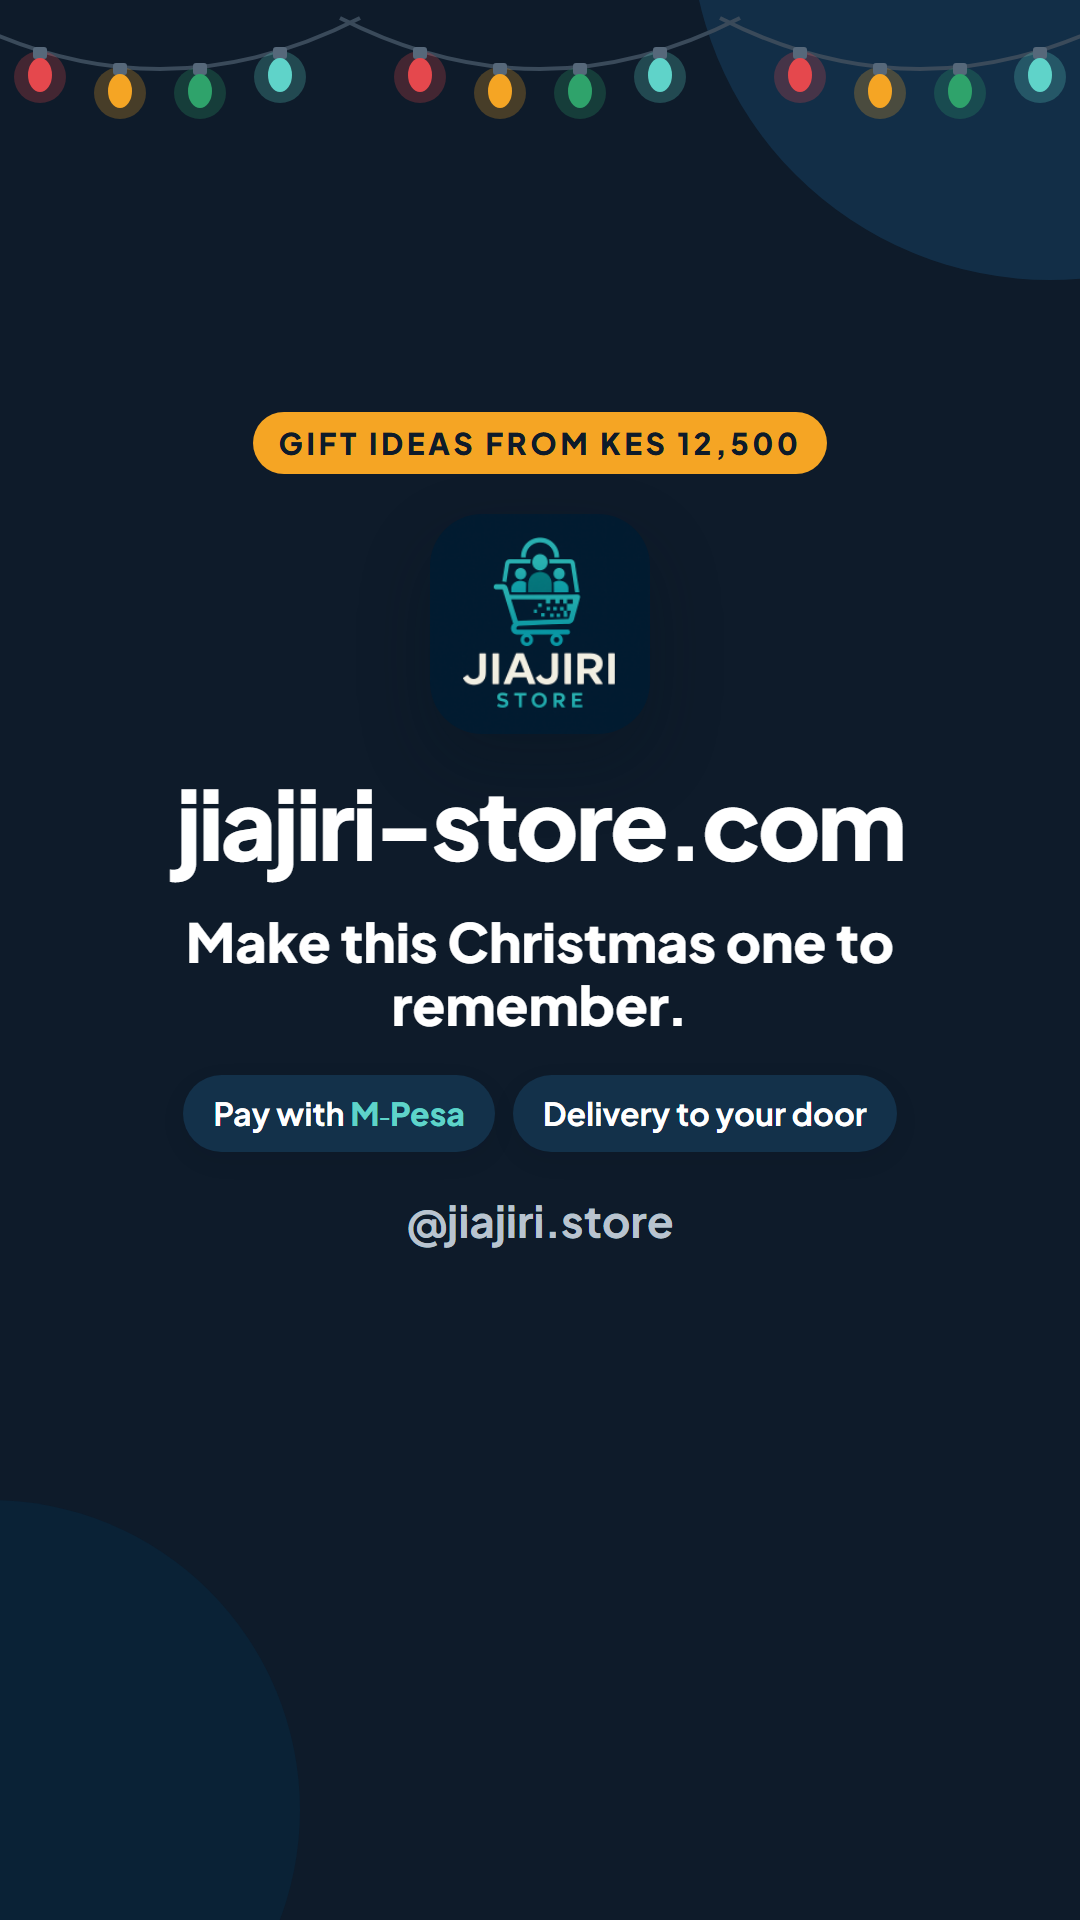 GIFT IDEAS FROM KES 12,500
JIAJIRI
STORE
jiajiri-store.com
Make this Christmas one to
remember.
Pay with M-Pesa
Delivery to your door
@jiajiri.store